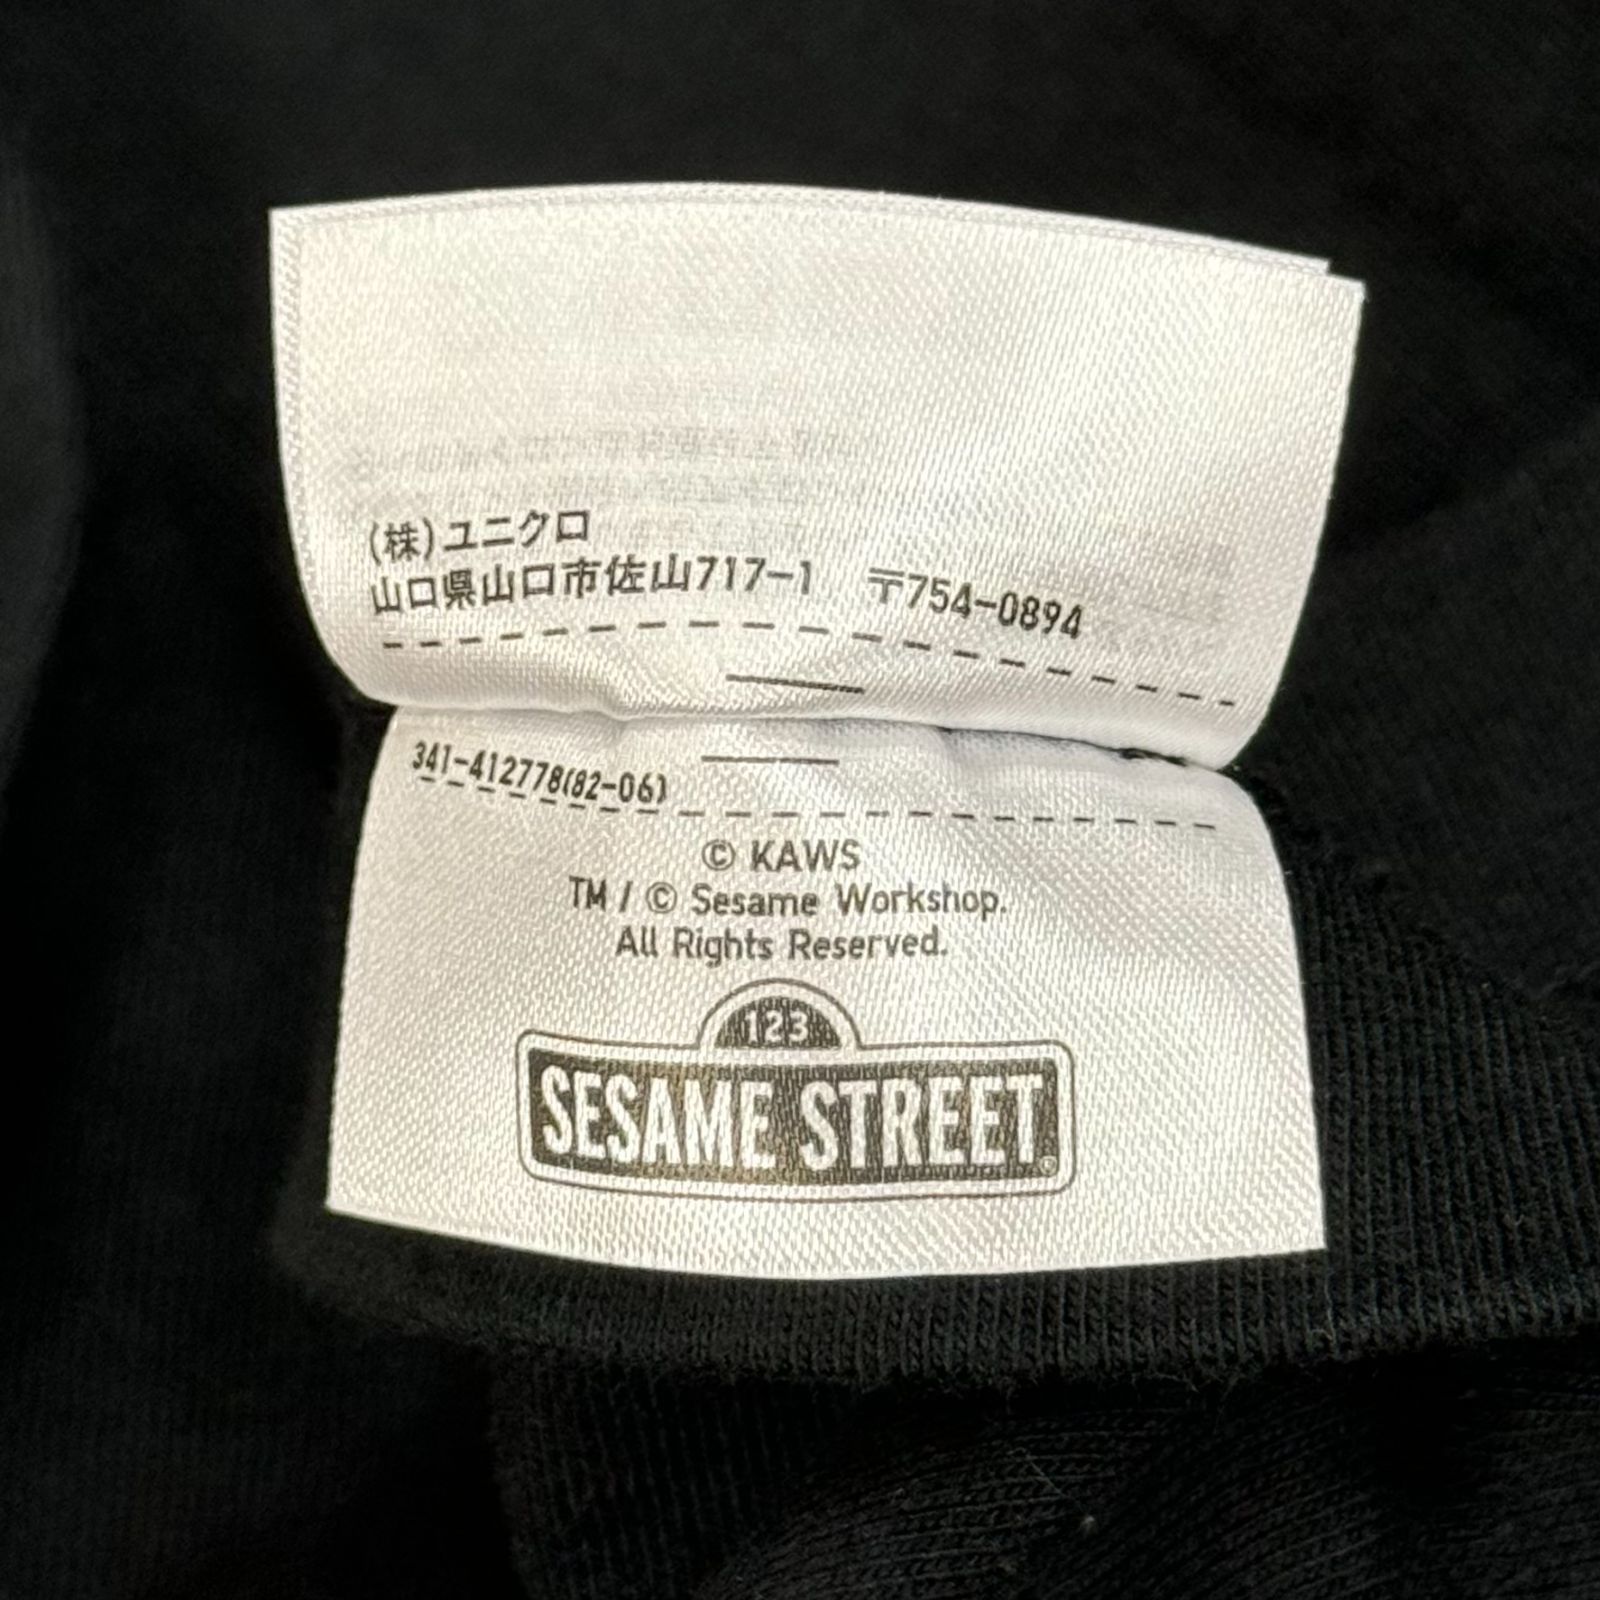 (株)ユニクロ
山口県山口市佐山717-1 〒754-0894
341-412778(82-06)
© KAWS
TM / © Sesame Workshop.
All Rights Reserved.
123
SESAME STREET®